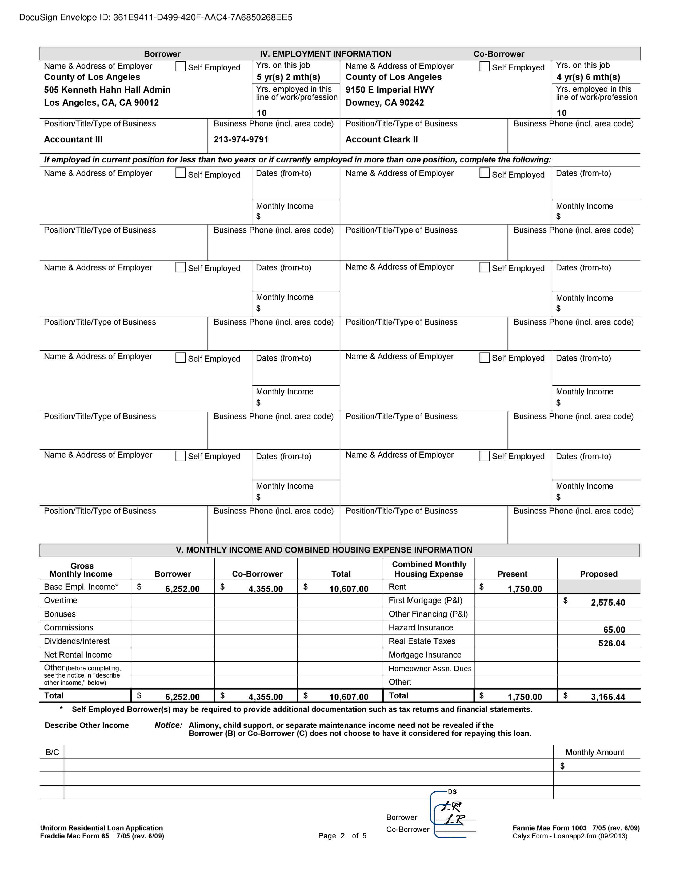 DocuSign Envelope ID: 361E9411-D499-420F-AAC4-7A6850268EE5
Borrower IV. EMPLOYMENT INFORMATION Co-Borrower
Name & Address of Employer Self Employed Yrs. on this job Name & Address of Employer Self Employed Yrs. on this job
County of Los Angeles 5 yr(s) 2 mth(s) County of Los Angeles 4 yr(s) 6 mth(s)
505 Kenneth Hahn Hall Admin Yrs. employed in this 9150 E Imperial HWY Yrs. employed in this
Los Angeles, CA, CA 90012 line of work/profession Downey, CA 90242 line of work/profession
10 10
Position/Title/Type of Business Business Phone (incl. area code) Position/Title/Type of Business Business Phone (incl. area code)
Accountant III 213-974-9791 Account Cleark II
If employed in current position for less than two years or if currently employed in more than one position, complete the following:
Name & Address of Employer Self Employed Dates (from-to) Name & Address of Employer Self Employed Dates (from-to)
Monthly Income Monthly Income
$ $
Position/Title/Type of Business Business Phone (incl. area code) Position/Title/Type of Business Business Phone (incl. area code)
Name & Address of Employer Self Employed Dates (from-to) Name & Address of Employer Self Employed Dates (from-to)
Monthly Income Monthly Income
$ $
Position/Title/Type of Business Business Phone (incl. area code) Position/Title/Type of Business Business Phone (incl. area code)
Name & Address of Employer Self Employed Dates (from-to) Name & Address of Employer Self Employed Dates (from-to)
Monthly Income Monthly Income
$ $
Position/Title/Type of Business Business Phone (incl. area code) Position/Title/Type of Business Business Phone (incl. area code)
Name & Address of Employer Self Employed Dates (from-to) Name & Address of Employer Self Employed Dates (from-to)
Monthly Income Monthly Income
$ $
Position/Title/Type of Business Business Phone (incl. area code) Position/Title/Type of Business Business Phone (incl. area code)
V. MONTHLY INCOME AND COMBINED HOUSING EXPENSE INFORMATION
Gross Combined Monthly
Monthly Income Borrower Co-Borrower Total Housing Expense Present Proposed
Base Empl. Income* $ 6,252.00 $ 4,355.00 $ 10,607.00 Rent $ 1,750.00
Overtime First Mortgage (P&I) $ 2,575.40
Bonuses Other Financing (P&I)
Commissions Hazard Insurance 65.00
Dividends/Interest Real Estate Taxes 526.04
Net Rental Income Mortgage Insurance
Other (before completing, Homeowner Assn. Dues
see the notice in "describe
other income," below) Other:
Total $ 6,252.00 $ 4,355.00 $ 10,607.00 Total $ 1,750.00 $ 3,166.44
* Self Employed Borrower(s) may be required to provide additional documentation such as tax returns and financial statements.
Describe Other Income Notice: Alimony, child support, or separate maintenance income need not be revealed if the
Borrower (B) or Co-Borrower (C) does not choose to have it considered for repaying this loan.
B/C Monthly Amount
$
DS
Borrower
Co-Borrower L.R
Uniform Residential Loan Application Fannie Mae Form 1003 7/05 (rev. 6/09)
Freddie Mac Form 65 7/05 (rev. 6/09) Page 2 of 5 Calyx Form - Loanapp2.frm (09/2013)